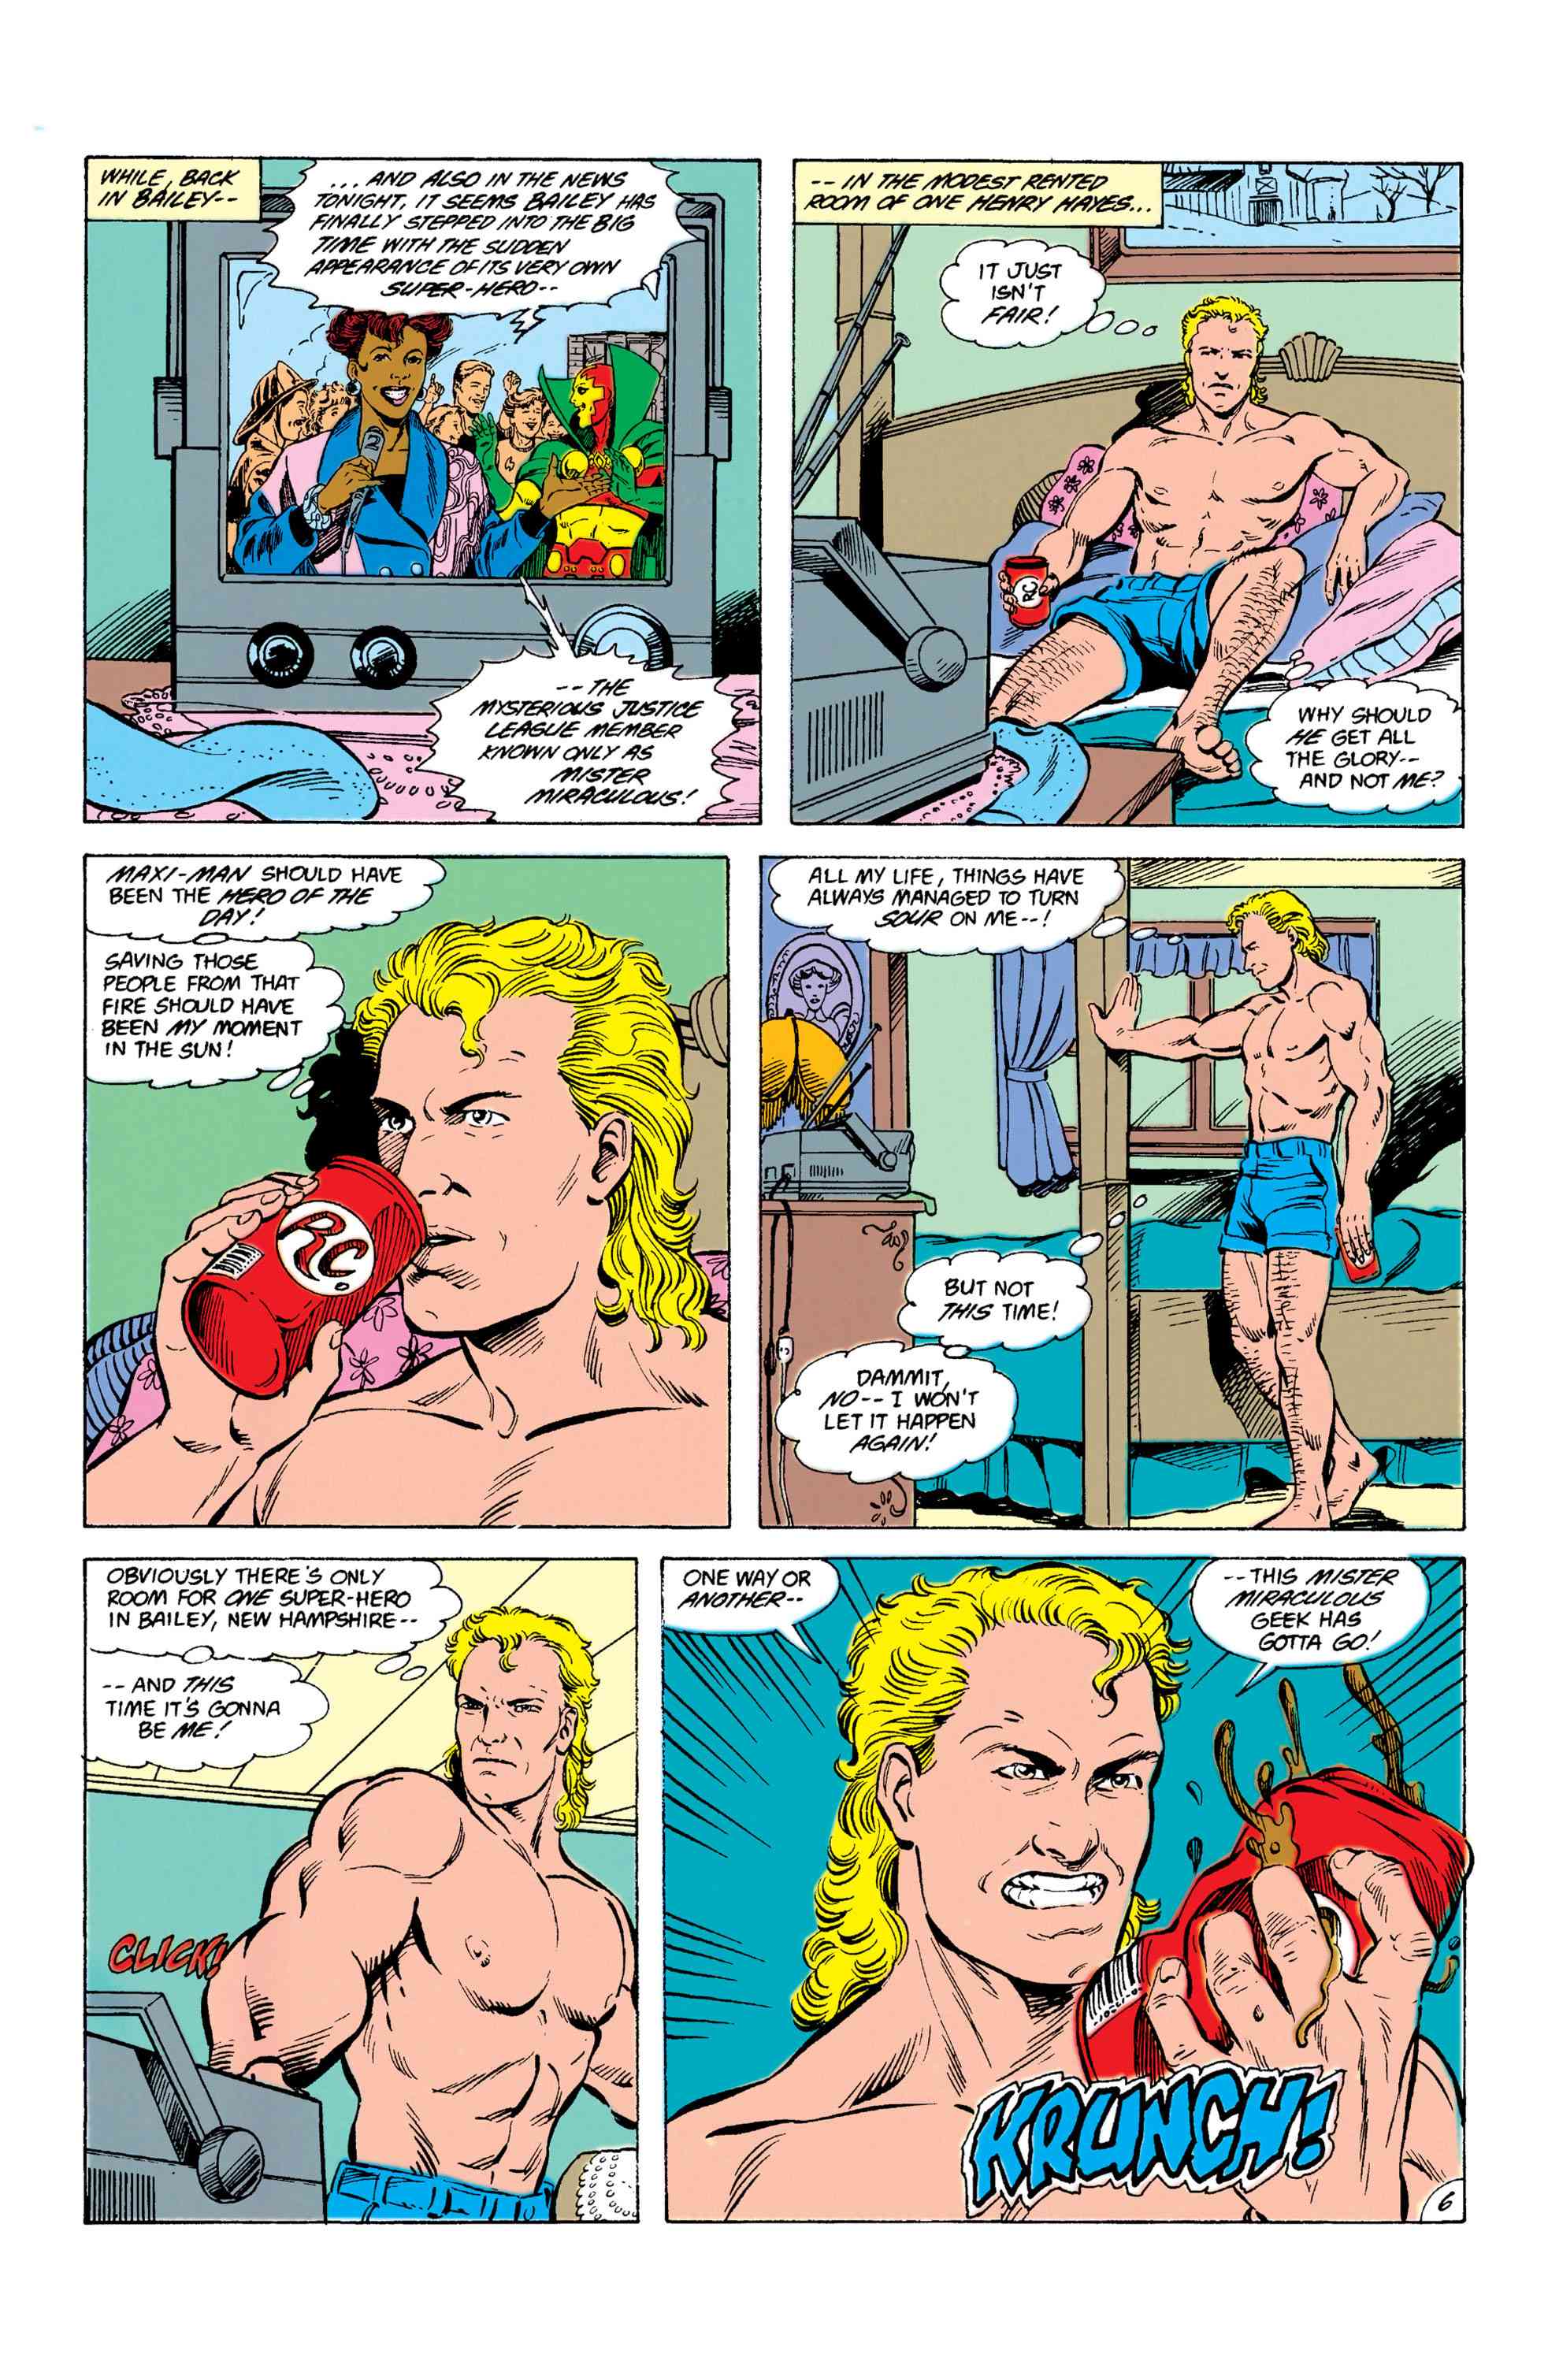 WHILE, BACK
IN BAILEY--
...AND ALSO IN THE NEWS
TONIGHT, IT SEEMS BAILEY HAS
FINALLY STEPPED INTO THE BIG
TIME WITH THE SUDDEN
APPEARANCE OF ITS VERY OWN
SUPER-HERO--
2
--THE
MYSTERIOUS JUSTICE
LEAGUE MEMBER
KNOWN ONLY AS
MISTER
MIRACULOUS!
--IN THE MODEST RENTED
ROOM OF ONE HENRY HAYES...
IT JUST
ISN'T
FAIR!
RC
WHY SHOULD
HE GET ALL
THE GLORY--
AND NOT ME?
MAXI-MAN SHOULD HAVE
BEEN THE HERO OF THE
DAY!
SAVING THOSE
PEOPLE FROM THAT
FIRE SHOULD HAVE
BEEN MY MOMENT
IN THE SUN!
RC.
ALL MY LIFE, THINGS HAVE
ALWAYS MANAGED TO TURN
SOUR ON ME--!
BUT NOT
THIS TIME!
DAMMIT,
NO-- I WON'T
LET IT HAPPEN
AGAIN!
OBVIOUSLY THERE'S ONLY
ROOM FOR ONE SUPER-HERO
IN BAILEY, NEW HAMPSHIRE--
--AND THIS
TIME IT'S GONNA
BE ME!
CLICK!
ONE WAY OR
ANOTHER--
--THIS MISTER
MIRACULOUS
GEEK HAS
GOTTA GO!
KRUNCH!
6